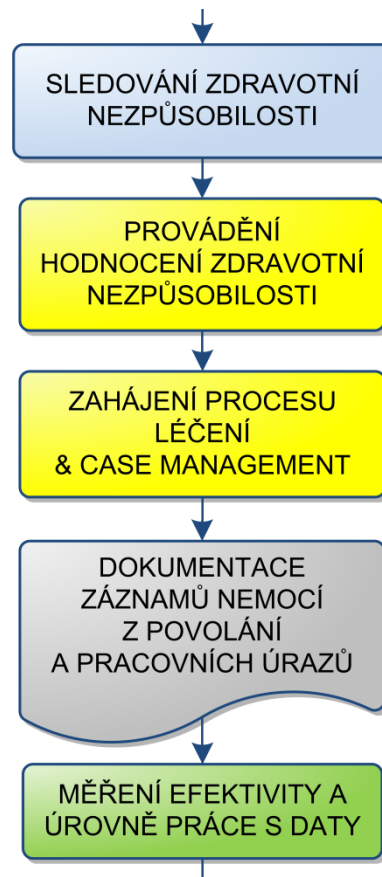 SLEDOVÁNÍ ZDRAVOTNÍ
NEZPŮSOBILOSTI
PROVÁDĚNÍ
HODNOCENÍ ZDRAVOTNÍ
NEZPŮSOBILOSTI
ZAHÁJENÍ PROCESU
LÉČENÍ
& CASE MANAGEMENT
DOKUMENTACE
ZÁZNAMŮ NEMOCÍ
Z POVOLÁNÍ
A PRACOVNÍCH ÚRAZŮ
MĚŘENÍ EFEKTIVITY A
ÚROVNĚ PRÁCE S DATY